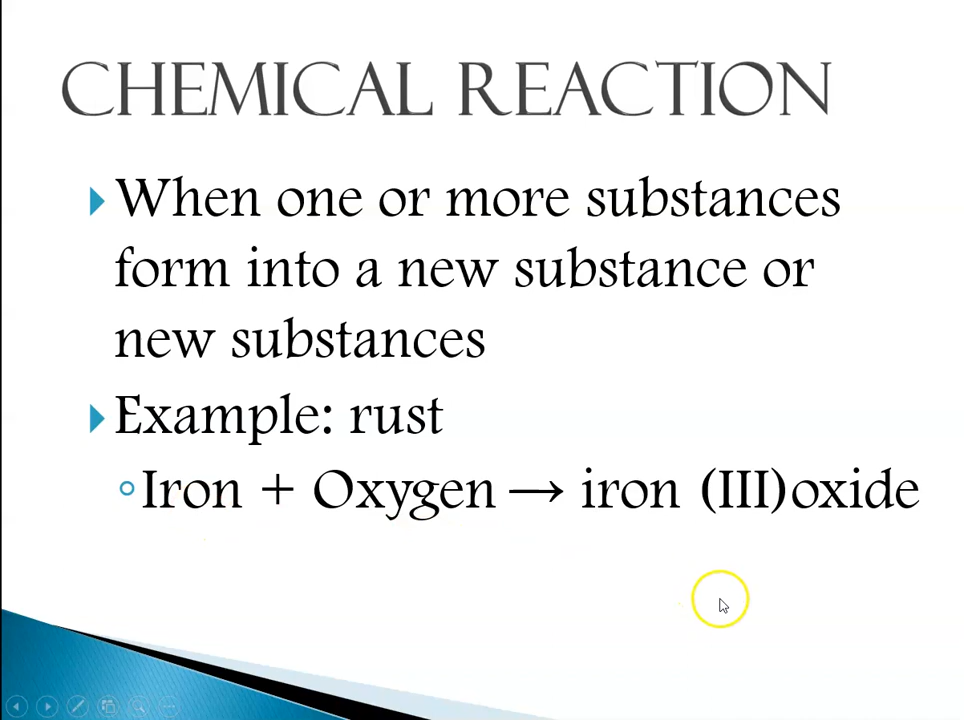 CHEMICAL REACTION
When one or more substances
form into a new substance or
new substances
Example: rust
Iron + Oxygen → iron (III)oxide